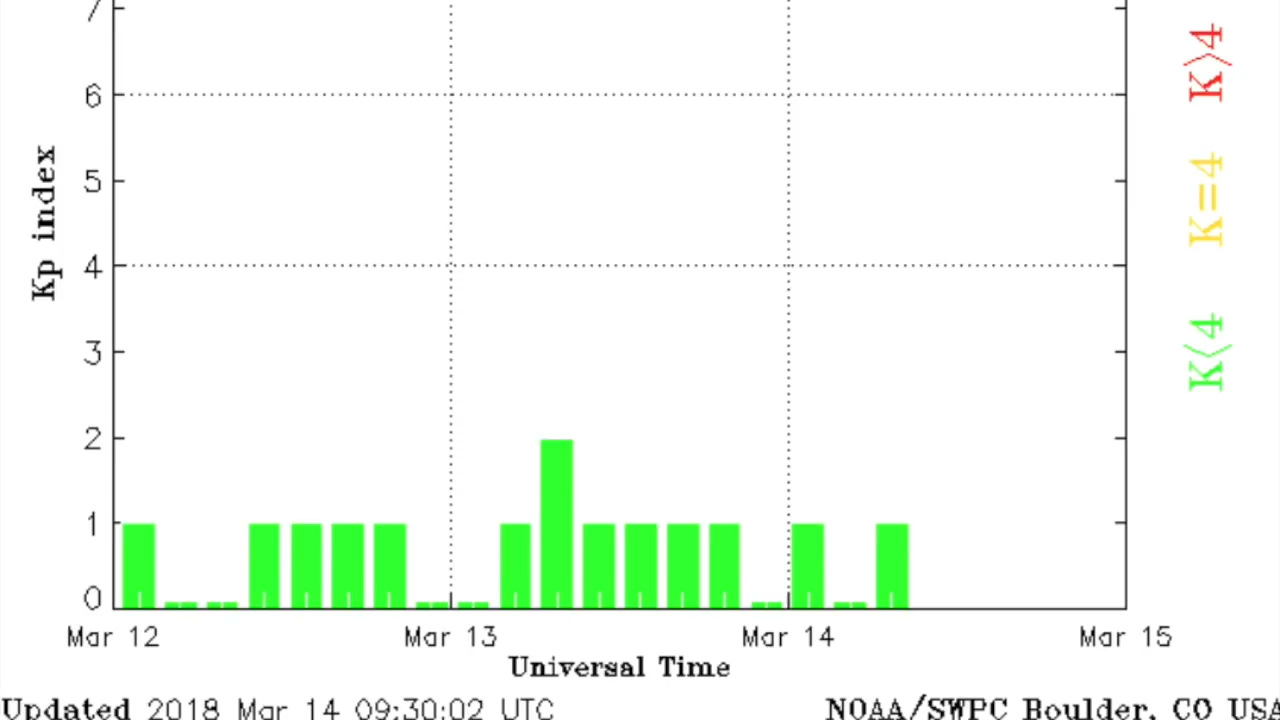 7
6
5
4
3
2
1
0
Kp index
Mar 12 Mar 13 Mar 14 Mar 15
Universal Time
K>4
K=4
K<4
Updated 2018 Mar 14 09:30:02 UTC
NOAA/SWPC Boulder, CO USA